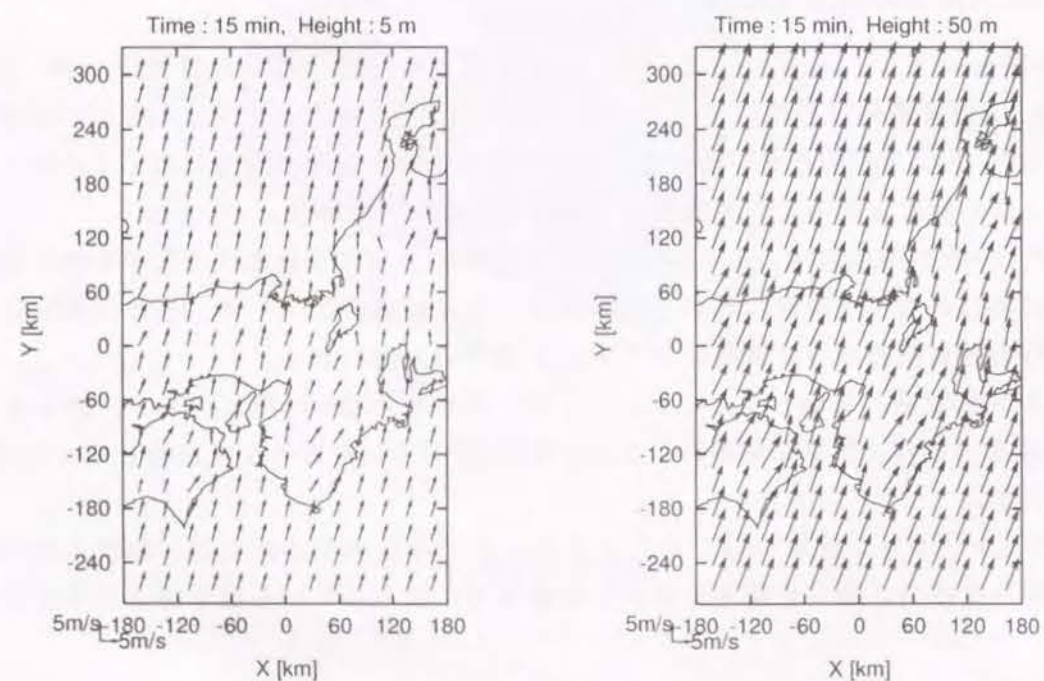 Time : 15 min, Height : 5 m
300
240
180
120
60
0
-60
-120
-180
-240
Y [km]
-180 -120 -60 0 60 120 180
5m/s
5m/s
X [km]
Time : 15 min, Height : 50 m
300
240
180
120
60
0
-60
-120
-180
-240
Y [km]
-180 -120 -60 0 60 120 180
5m/s
5m/s
X [km]